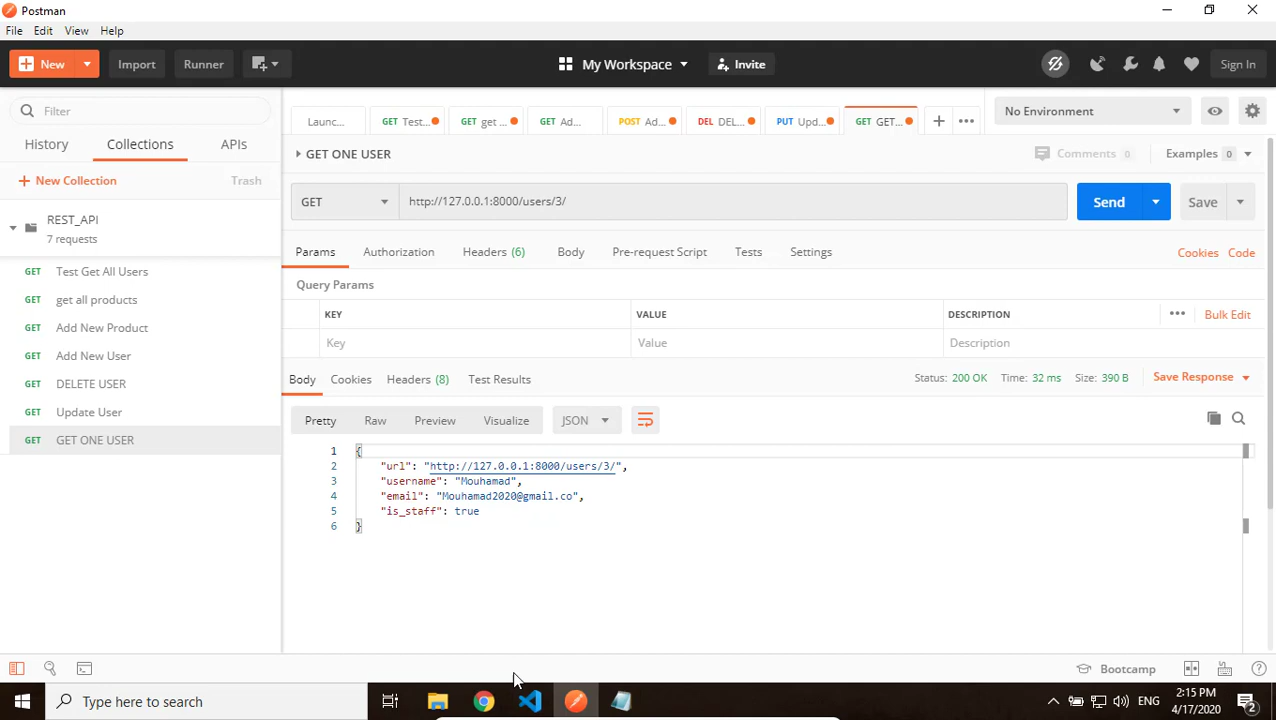 Postman
File Edit View Help
New Import Runner My Workspace Invite Sign In
Filter
Launc... GET Test... GET get ... GET Ad... POST Ad... DEL DEL... PUT Upd... GET GET... No Environment
History Collections APIs
GET ONE USER Comments 0 Examples 0
New Collection Trash
GET http://127.0.0.1:8000/users/3/ Send Save
REST_API
7 requests
Params Authorization Headers (6) Body Pre-request Script Tests Settings Cookies Code
GET Test Get All Users
Query Params
GET get all products
KEY VALUE DESCRIPTION Bulk Edit
GET Add New Product
Key Value Description
GET Add New User
Body Cookies Headers (8) Test Results Status: 200 OK Time: 32 ms Size: 390 B Save Response
GET DELETE USER
GET Update User
Pretty Raw Preview Visualize JSON
GET GET ONE USER
1 {
2 "url": "http://127.0.0.1:8000/users/3/",
3 "username": "Mouhamad",
4 "email": "Mouhamad2020@gmail.co",
5 "is_staff": true
6 }
Bootcamp
Type here to search ENG 2:15 PM
4/17/2020 2